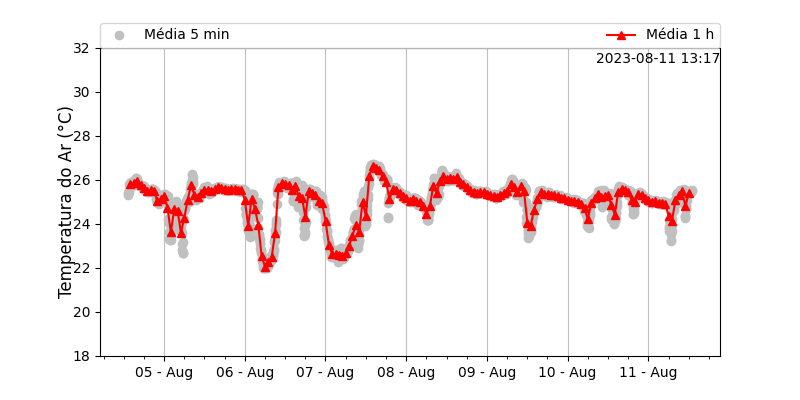 Média 5 min
Média 1 h
2023-08-11 13:17
Temperatura do Ar (°C)
32
30
28
26
24
22
20
18
05 - Aug
06 - Aug
07 - Aug
08 - Aug
09 - Aug
10 - Aug
11 - Aug